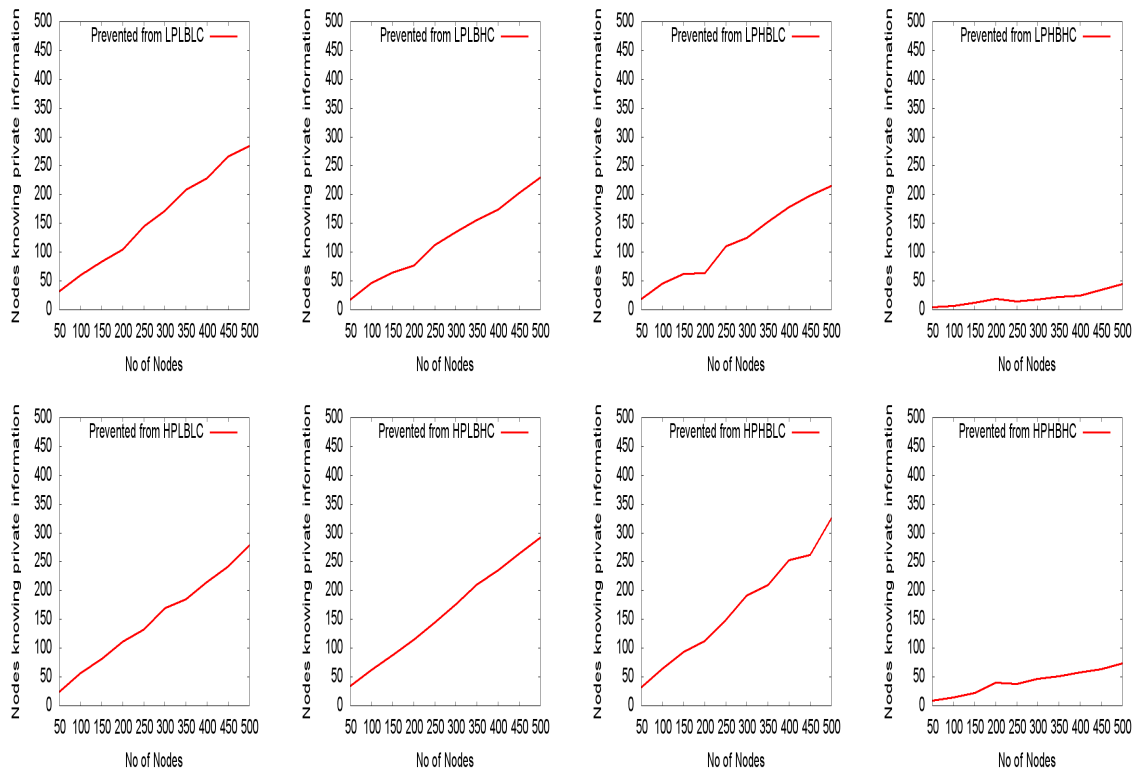 Nodes knowing private information
500
450
400
350
300
250
200
150
100
50
0
Prevented from LPLBLC
50 100 150 200 250 300 350 400 450 500
No of Nodes
Nodes knowing private information
500
450
400
350
300
250
200
150
100
50
0
Prevented from LPLBHC
50 100 150 200 250 300 350 400 450 500
No of Nodes
Nodes knowing private information
500
450
400
350
300
250
200
150
100
50
0
Prevented from LPHBLC
50 100 150 200 250 300 350 400 450 500
No of Nodes
Nodes knowing private information
500
450
400
350
300
250
200
150
100
50
0
Prevented from LPHBHC
50 100 150 200 250 300 350 400 450 500
No of Nodes
Nodes knowing private information
500
450
400
350
300
250
200
150
100
50
0
Prevented from HPLBLC
50 100 150 200 250 300 350 400 450 500
No of Nodes
Nodes knowing private information
500
450
400
350
300
250
200
150
100
50
0
Prevented from HPLBHC
50 100 150 200 250 300 350 400 450 500
No of Nodes
Nodes knowing private information
500
450
400
350
300
250
200
150
100
50
0
Prevented from HPHBLC
50 100 150 200 250 300 350 400 450 500
No of Nodes
Nodes knowing private information
500
450
400
350
300
250
200
150
100
50
0
Prevented from HPHBHC
50 100 150 200 250 300 350 400 450 500
No of Nodes